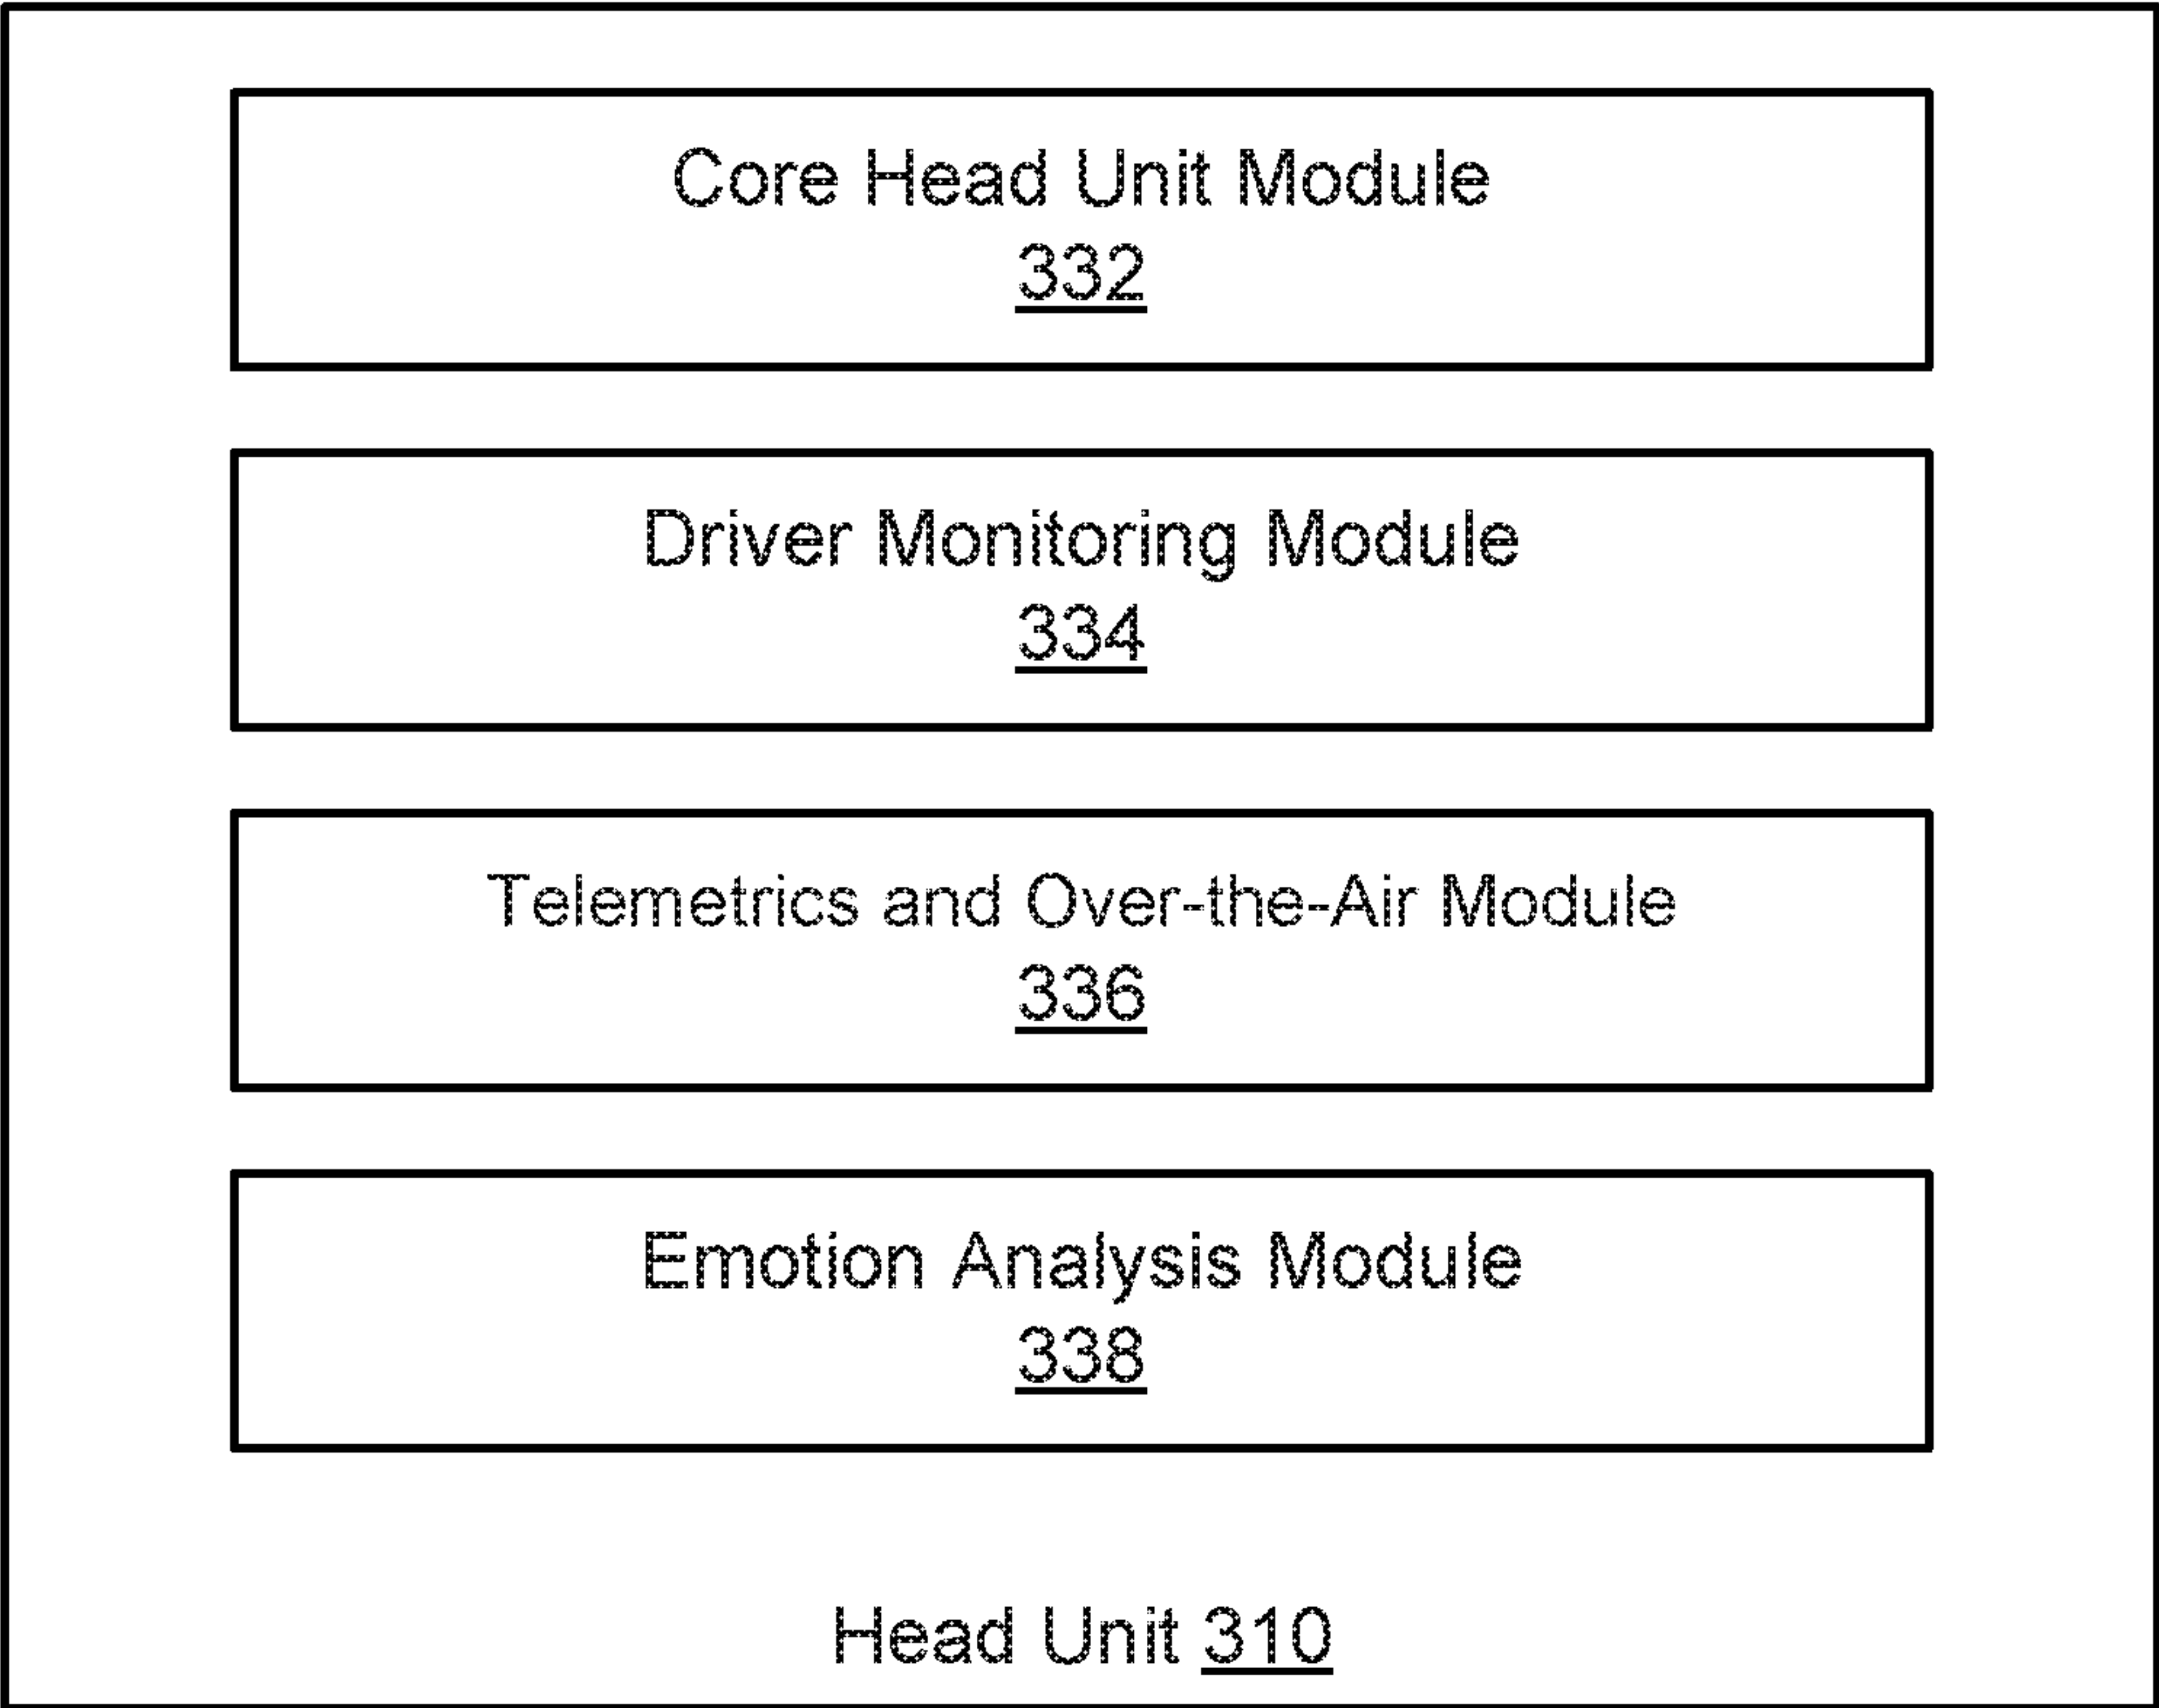 Core Head Unit Module
332
Driver Monitoring Module
334
Telemetrics and Over-the-Air Module
336
Emotion Analysis Module
338
Head Unit 310